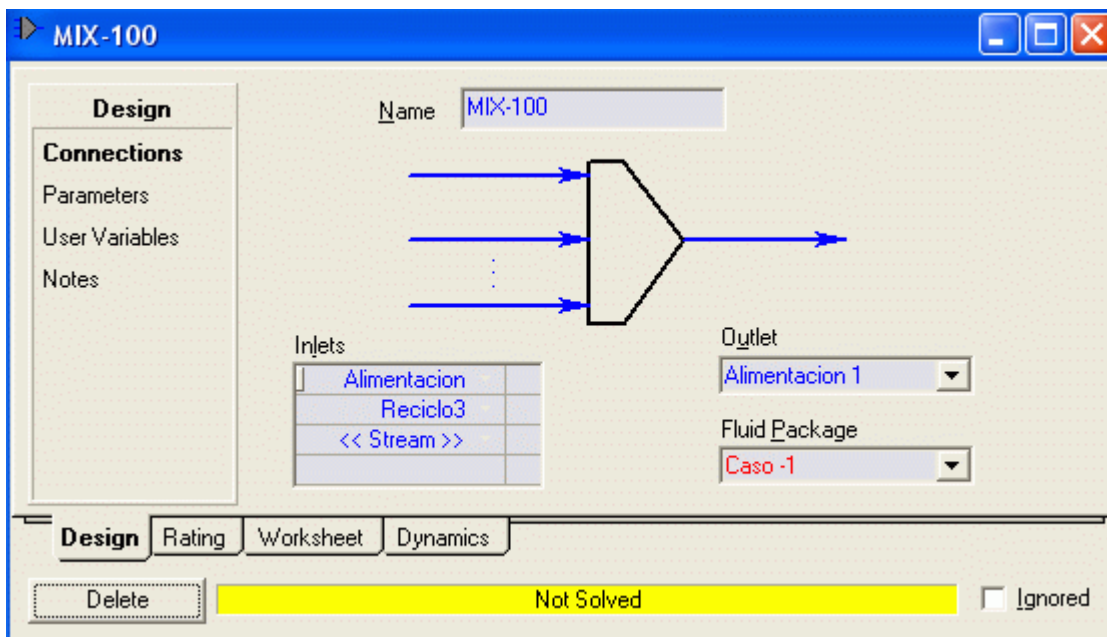 MIX-100
Design
Connections
Parameters
User Variables
Notes
Name MIX-100
Inlets
Alimentacion
Reciclo3
<< Stream >>
Outlet
Alimentacion 1
Fluid Package
Caso -1
Design Rating Worksheet Dynamics
Delete Not Solved Ignored